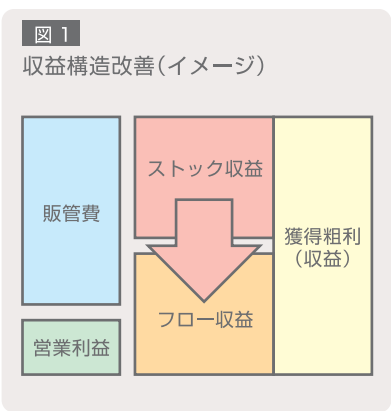 図 1
収益構造改善（イメージ）
販管費
営業利益
ストック収益
フロー収益
獲得粗利
（収益）